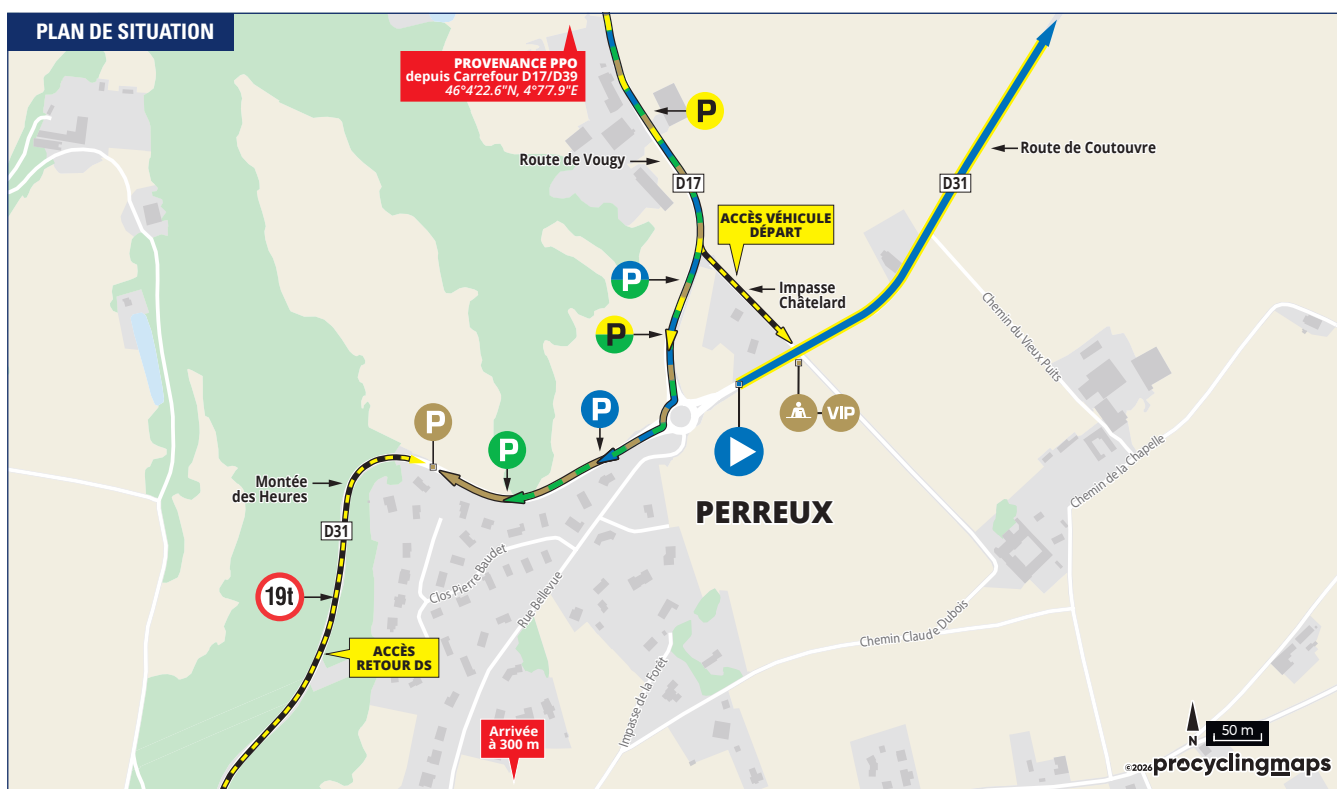 PLAN DE SITUATION
PROVENANCE PPO
depuis Carrefour D17/D39
46°4'22.6"N, 4°7'7.9"E
P
Route de Vougy
D17
Route de Coutouvre
D31
ACCÈS VÉHICULE
DÉPART
P
Impasse
Châtelard
P
Chemin du Vieux Puits
P
P
P
VIP
Montée
des Heures
PERREUX
Chemin de la Chapelle
D31
Clos Pierre Baudet
Rue Bellevue
19t
Chemin Claude Dubois
ACCÈS
RETOUR DS
Impasse de la Forêt
Arrivée
à 300 m
N
50 m
©2026 procyclingmaps